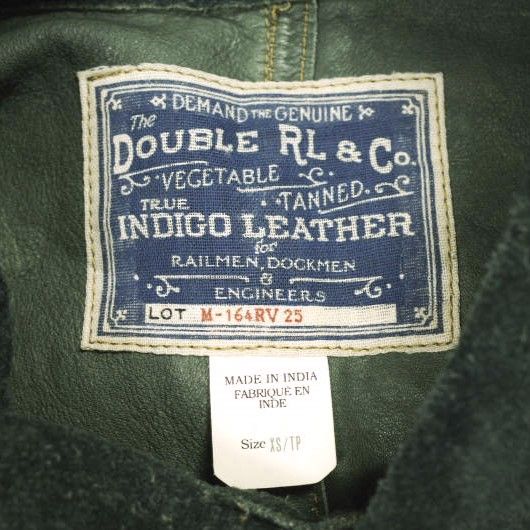 DEMAND THE GENUINE
The
DOUBLE RL & CO.
VEGETABLE
TANNED
TRUE
INDIGO LEATHER
for
RAILMEN, DOCKMEN
&
ENGINEERS
LOT M-164RV 25
MADE IN INDIA
FABRIQUÉ EN
INDE
Size XS/TP